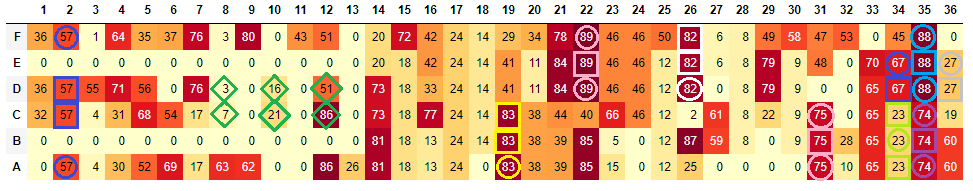 1 2 3 4 5 6 7 8 9 10 11 12 13 14 15 16 17 18 19 20 21 22 23 24 25 26 27 28 29 30 31 32 33 34 35 36
F 36 57 1 64 35 37 76 3 80 0 43 51 0 20 72 42 24 14 29 34 78 89 46 46 50 82 6 8 49 58 47 53 0 45 88 0
E 0 0 0 0 0 0 0 0 0 0 0 0 0 20 18 42 24 14 41 11 84 89 46 46 0 82 6 8 79 9 48 0 70 67 88 27
D 36 57 55 71 56 0 76 3 0 16 0 51 0 73 18 33 24 14 41 11 84 89 46 46 0 82 0 8 79 9 0 0 65 67 88 27
C 32 57 4 31 68 54 17 7 0 21 0 86 0 73 18 77 24 14 83 38 44 40 66 46 12 2 61 8 22 9 75 0 65 23 74 19
B 0 0 0 0 0 0 0 0 0 0 0 0 0 81 18 13 24 14 83 38 39 85 5 46 12 87 59 8 0 9 75 28 65 23 74 60
A 0 57 4 30 52 69 17 63 62 0 0 86 26 81 18 13 24 0 83 38 39 85 15 46 12 25 0 0 0 0 75 10 65 23 74 60